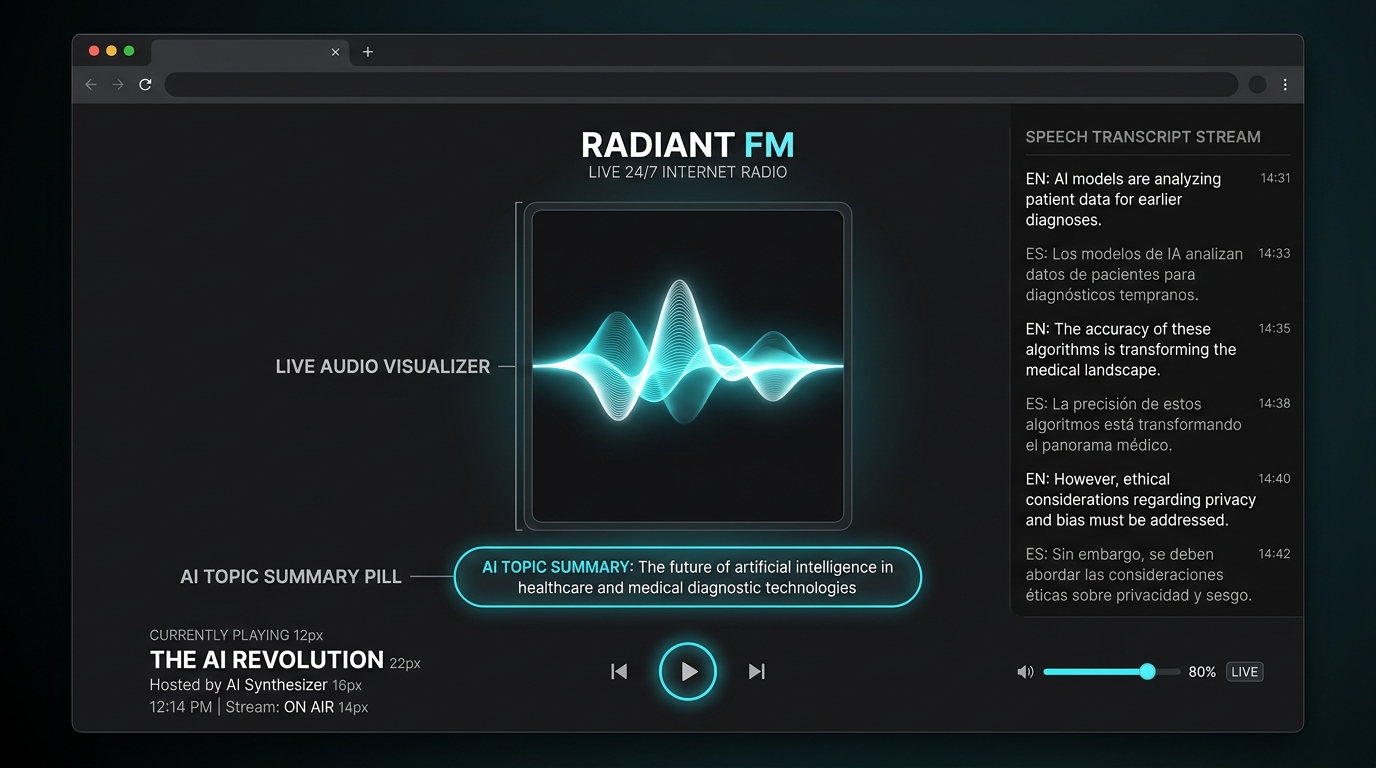 RADIANT FM
LIVE 24/7 INTERNET RADIO
LIVE AUDIO VISUALIZER
AI TOPIC SUMMARY PILL
AI TOPIC SUMMARY: The future of artificial intelligence in
healthcare and medical diagnostic technologies
CURRENTLY PLAYING 12px
THE AI REVOLUTION 22px
Hosted by AI Synthesizer 16px
12:14 PM | Stream: ON AIR 14px
SPEECH TRANSCRIPT STREAM
EN: AI models are analyzing 14:31
patient data for earlier
diagnoses.
ES: Los modelos de IA analizan 14:33
datos de pacientes para
diagnósticos tempranos.
EN: The accuracy of these 14:35
algorithms is transforming the
medical landscape.
ES: La precisión de estos 14:38
algoritmos está transformando
el panorama médico.
EN: However, ethical 14:40
considerations regarding privacy
and bias must be addressed.
ES: Sin embargo, se deben 14:42
abordar las consideraciones
éticas sobre privacidad y sesgo.
80% LIVE